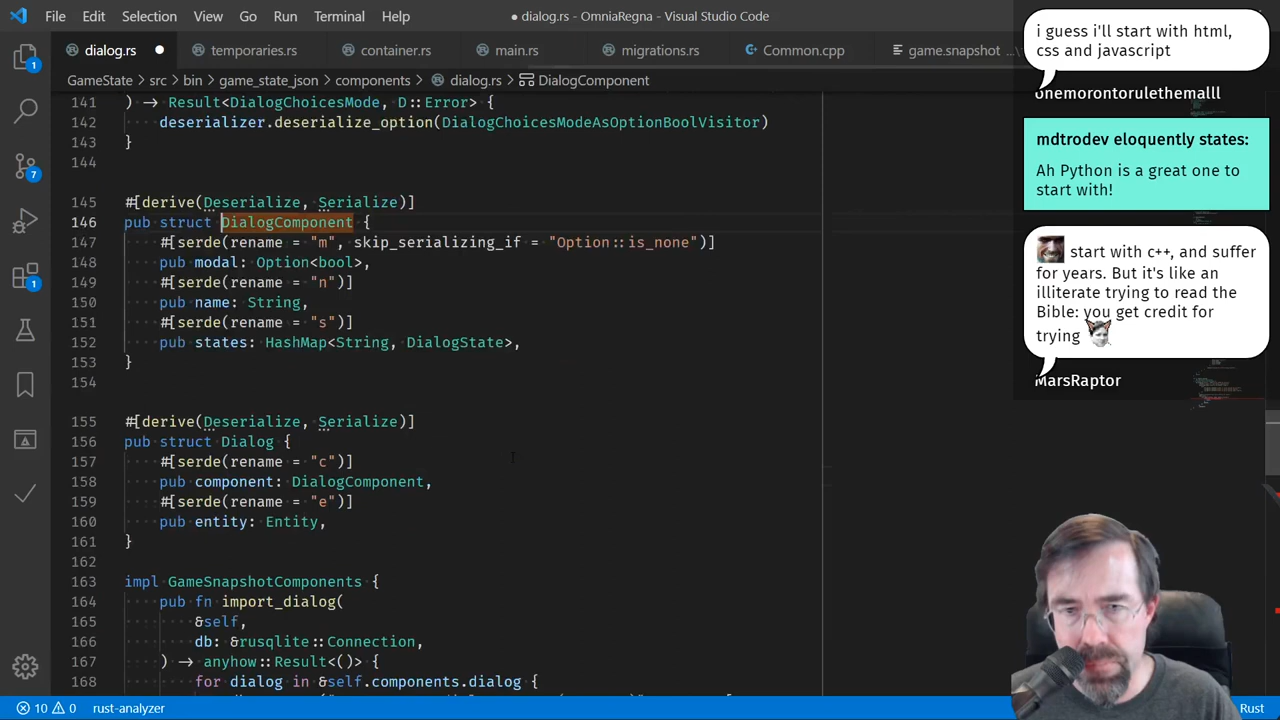 File Edit Selection View Go Run Terminal Help
● dialog.rs - OmniaRegna - Visual Studio Code
dialog.rs ● temporaries.rs container.rs main.rs migrations.rs Common.cpp game.snapshot ...\
GameState > src > bin > game_state_json > components > dialog.rs > DialogComponent
141 ) → Result<DialogChoicesMode, D::Error> {
142 deserializer.deserialize_option(DialogChoicesModeAsOptionBoolVisitor)
143 }
144
145 #[derive(Deserialize, Serialize)]
146 pub struct DialogComponent {
147 #[serde(rename = "m", skip_serializing_if = "Option::is_none")]
148 pub modal: Option<bool>,
149 #[serde(rename = "n")]
150 pub name: String,
151 #[serde(rename = "s")]
152 pub states: HashMap<String, DialogState>,
153 }
154
155 #[derive(Deserialize, Serialize)]
156 pub struct Dialog {
157 #[serde(rename = "c")]
158 pub component: DialogComponent,
159 #[serde(rename = "e")]
160 pub entity: Entity,
161 }
162
163 impl GameSnapshotComponents {
164 pub fn import_dialog(
165 &self,
166 db: &rusqlite::Connection,
167 ) → anyhow::Result<()> {
168 for dialog in &self.components.dialog {
1
7
1
10 0 rust-analyzer
Rust
i guess i'll start with html,
css and javascript
onemorontorulethemalll
mdtrodev eloquently states:
Ah Python is a great one to
start with!
start with c++, and suffer
for years. But it's like an
illiterate trying to read the
Bible: you get credit for
trying
MarsRaptor